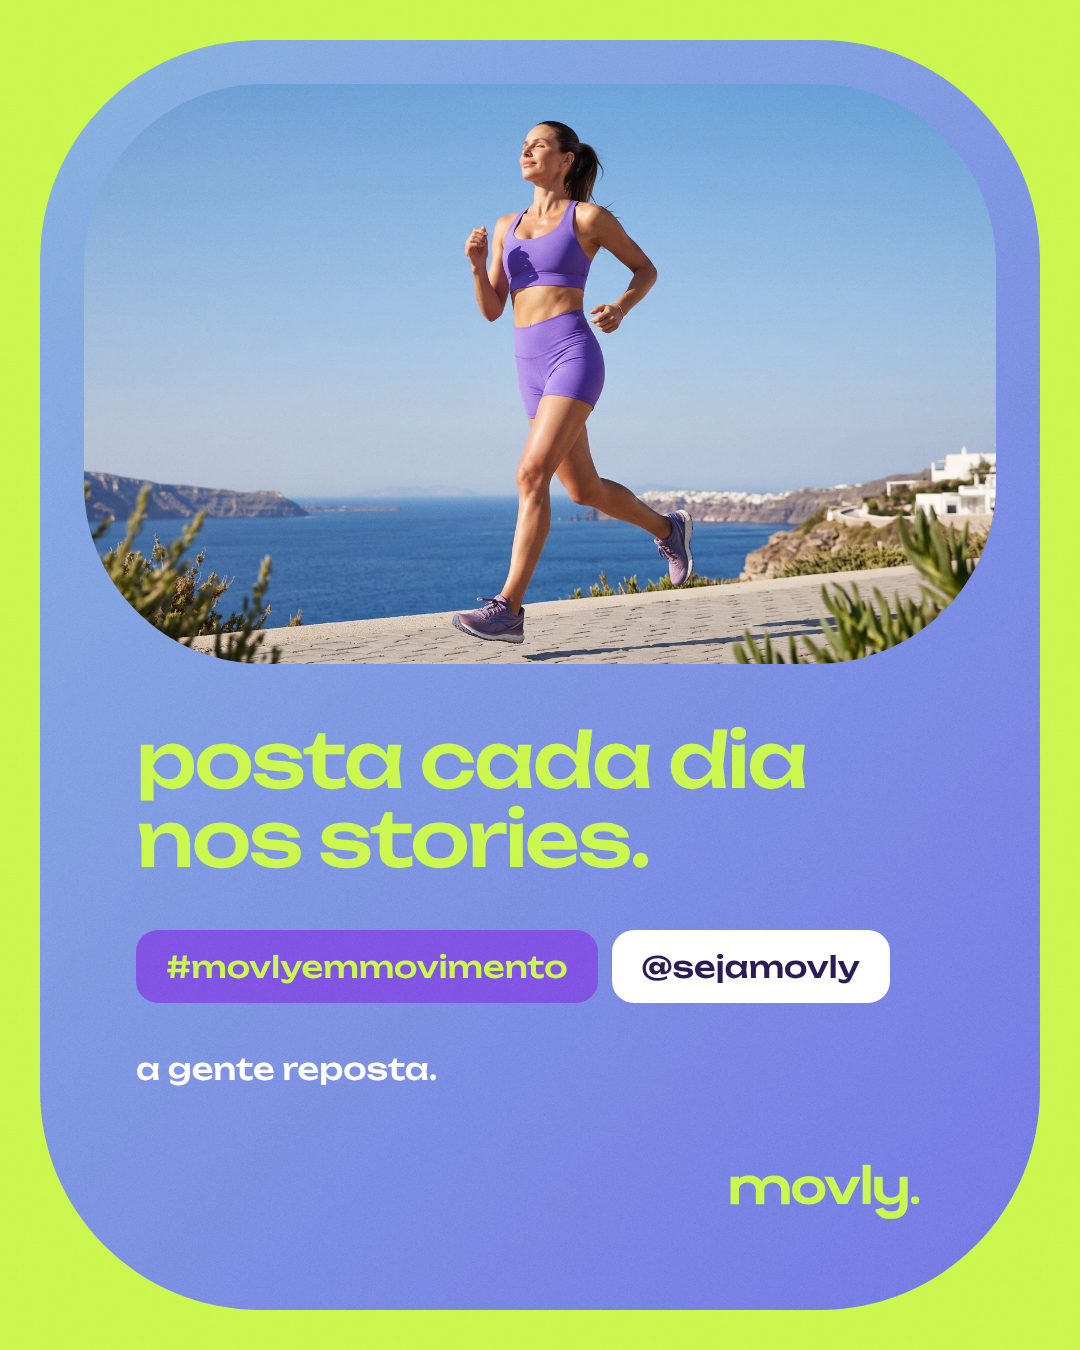 posta cada dia
nos stories.
#movlyemmovimento @sejamovly
a gente reposta.
movly.